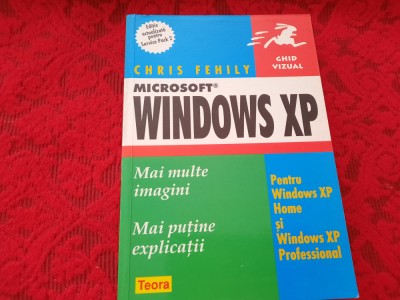 Ediție
actualizată
pentru
Service Pack 2
GHID
VIZUAL
CHRIS FEHILY
MICROSOFT®
WINDOWS XP
Mai multe
imagini
Mai puține
explicații
Pentru
Windows XP
Home
și
Windows XP
Professional
Teora